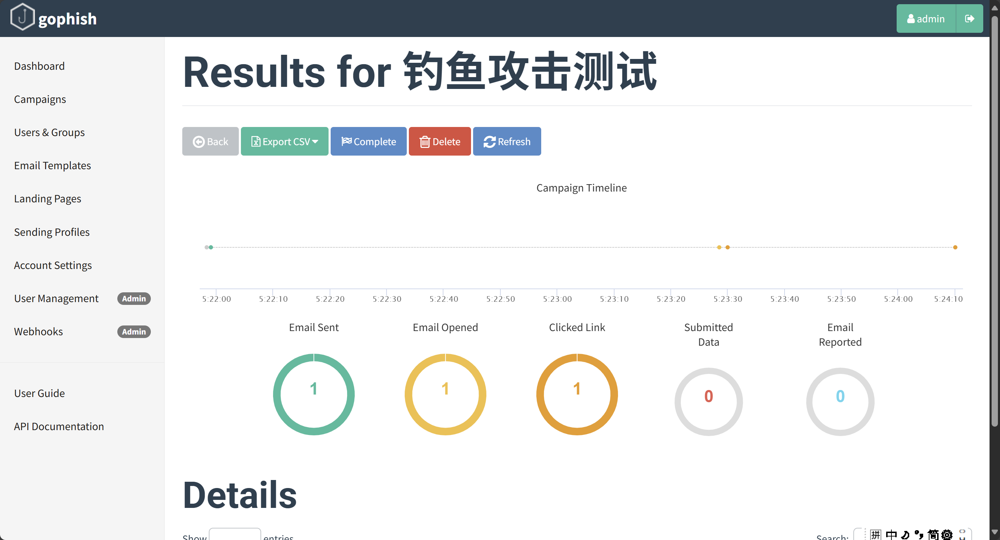 gophish
admin
Dashboard
Campaigns
Users & Groups
Email Templates
Landing Pages
Sending Profiles
Account Settings
User Management Admin
Webhooks Admin
User Guide
API Documentation
Results for 钓鱼攻击测试
Back Export CSV Complete Delete Refresh
Campaign Timeline
5:22:00 5:22:10 5:22:20 5:22:30 5:22:40 5:22:50 5:23:00 5:23:10 5:23:20 5:23:30 5:23:40 5:23:50 5:24:00 5:24:10
Email Sent
1
Email Opened
1
Clicked Link
1
Submitted
Data
0
Email
Reported
0
Details
Show entries
Search:
拼 中 简